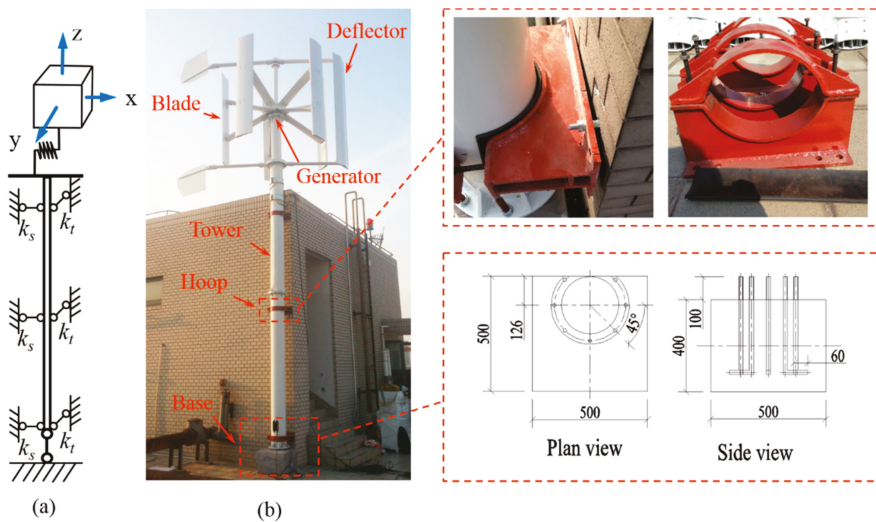 z
x
y
k_s
k_t
k_s
k_t
k_s
k_t
(a)
Deflector
Blade
Generator
Tower
Hoop
Base
(b)
500
126
45°
500
Plan view
100
400
60
500
Side view